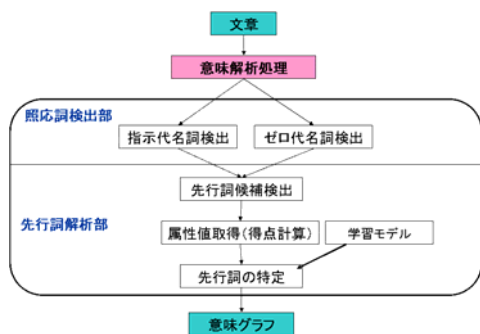 文章
意味解析処理
照応詞検出部
指示代名詞検出
ゼロ代名詞検出
先行詞候補検出
先行詞解析部
属性値取得(得点計算)
学習モデル
先行詞の特定
意味グラフ